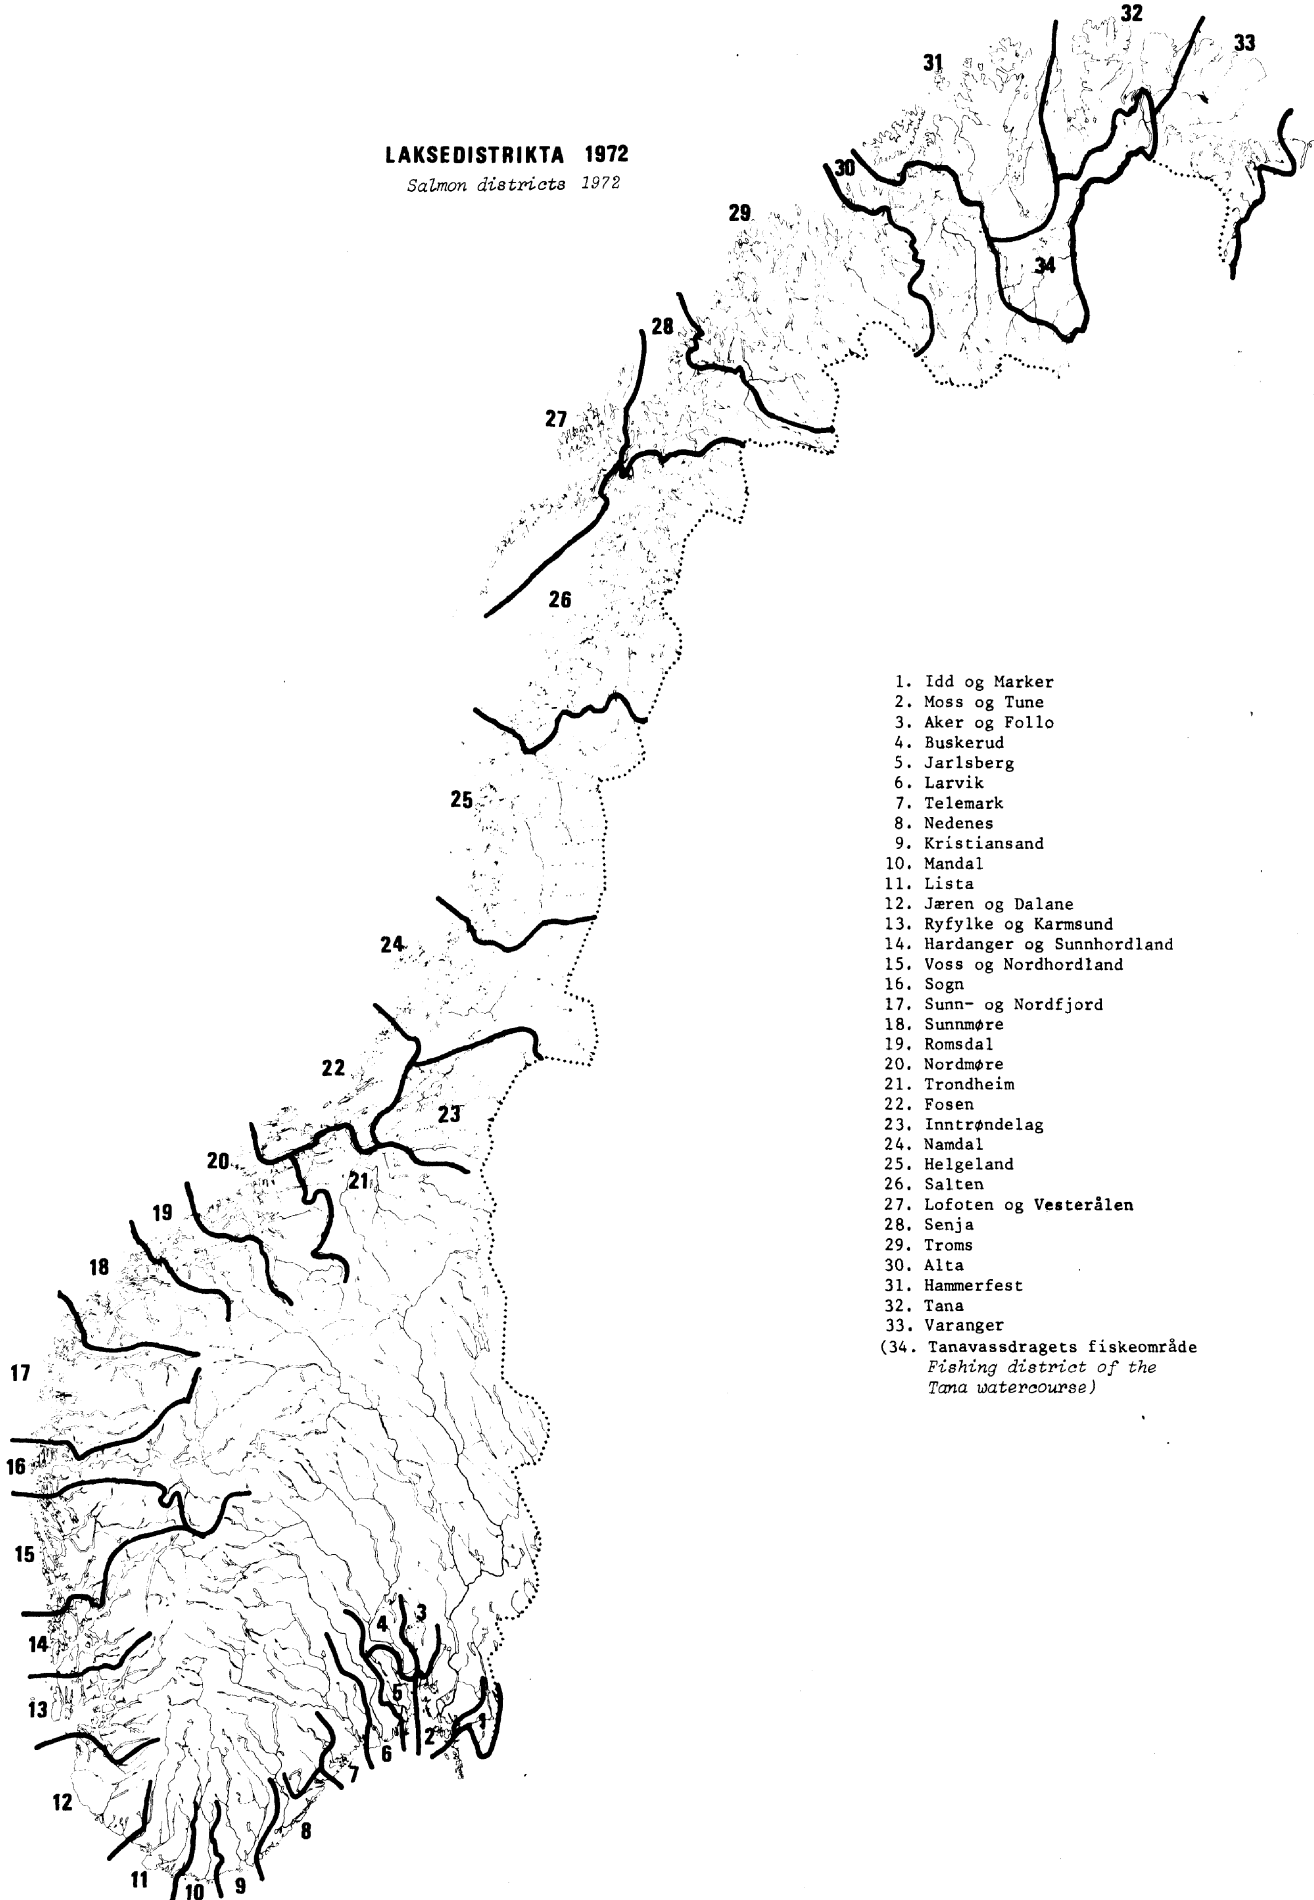 LAKSEDISTRIKTA 1972
Salmon districts 1972
32
33
31
30
29
34
28
27
26
25
24
22
23
20
21
19
18
17
16
15
14
13
12
11
10
9
8
7
6
5
4
3
2
1
1. Idd og Marker
2. Moss og Tune
3. Aker og Follo
4. Buskerud
5. Jarlsberg
6. Larvik
7. Telemark
8. Nedenes
9. Kristiansand
10. Mandal
11. Lista
12. Jæren og Dalane
13. Ryfylke og Karmsund
14. Hardanger og Sunnhordland
15. Voss og Nordhordland
16. Sogn
17. Sunn- og Nordfjord
18. Sunnmøre
19. Romsdal
20. Nordmøre
21. Trondheim
22. Fosen
23. Inntrøndelag
24. Namdal
25. Helgeland
26. Salten
27. Lofoten og Vesterålen
28. Senja
29. Troms
30. Alta
31. Hammerfest
32. Tana
33. Varanger
(34. Tanavassdragets fiskeområde
Fishing district of the
Tana watercourse)